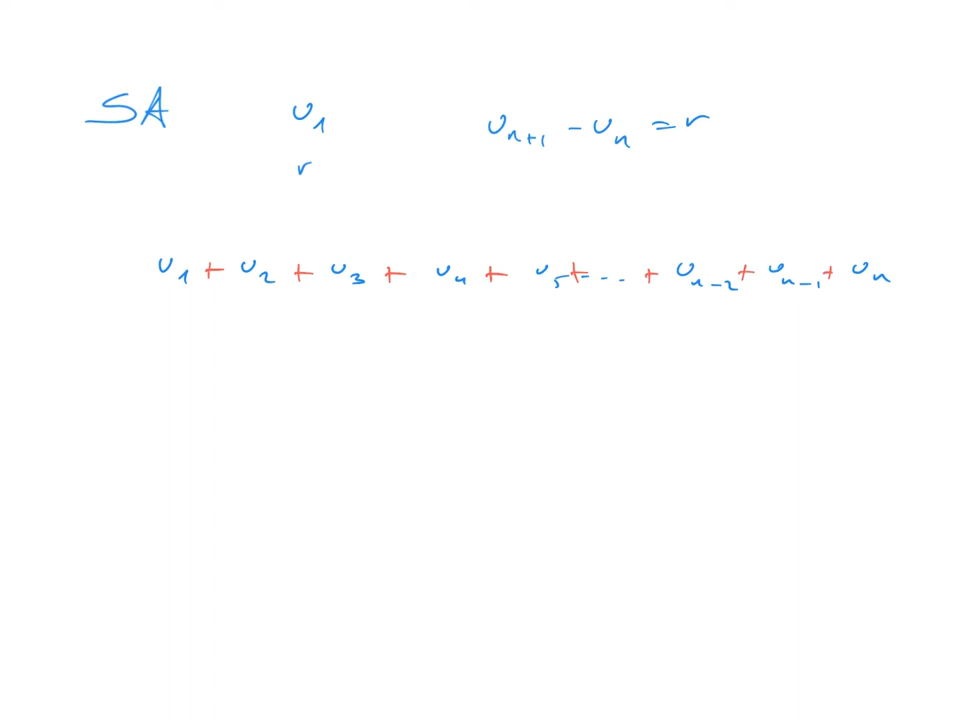 SA u₁ uₙ₊₁ - uₙ = r
r
u₁ + u₂ + u₃ + u₄ + u₅ + ... + uₙ₋₂ + uₙ₋₁ + uₙ